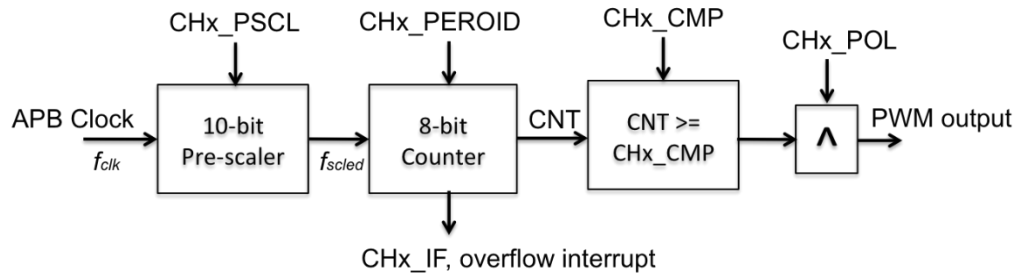 CHx_PSCL
CHx_PEROID
CHx_CMP
CHx_POL
APB Clock
fclk
10-bit
Pre-scaler
fscled
8-bit
Counter
CNT
CNT >=
CHx_CMP
^
PWM output
CHx_IF, overflow interrupt